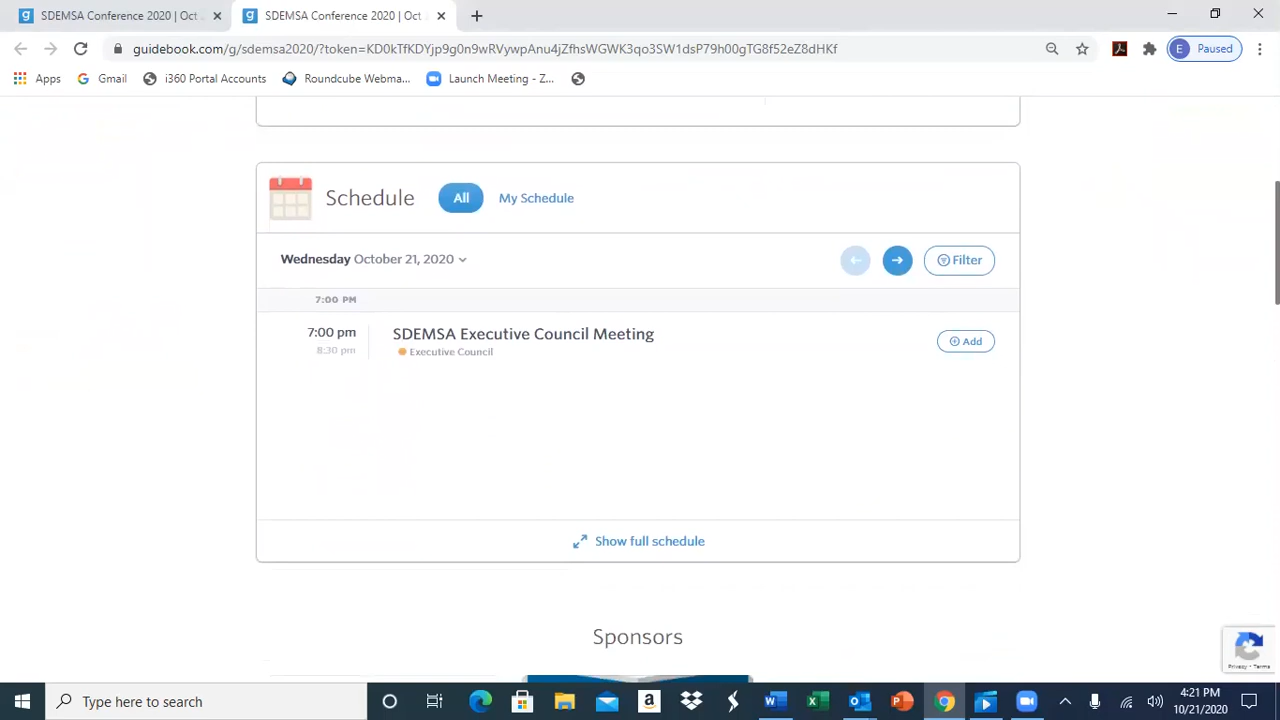 SDEMSA Conference 2020 | Oct
SDEMSA Conference 2020 | Oct
guidebook.com/g/sdemsa2020/?token=KD0kTfKDYJp9g0n9wRVywpAnu4jZfhsWGWK3qo3SW1dsP79h00gTG8f52eZ8dHKf
E Paused
Apps
Gmail
i360 Portal Accounts
Roundcube Webma...
Launch Meeting - Z...
Schedule
All
My Schedule
Wednesday October 21, 2020
Filter
7:00 PM
7:00 pm
8:30 pm
SDEMSA Executive Council Meeting
Executive Council
Add
Show full schedule
Sponsors
Privacy - Terms
Type here to search
4:21 PM
10/21/2020